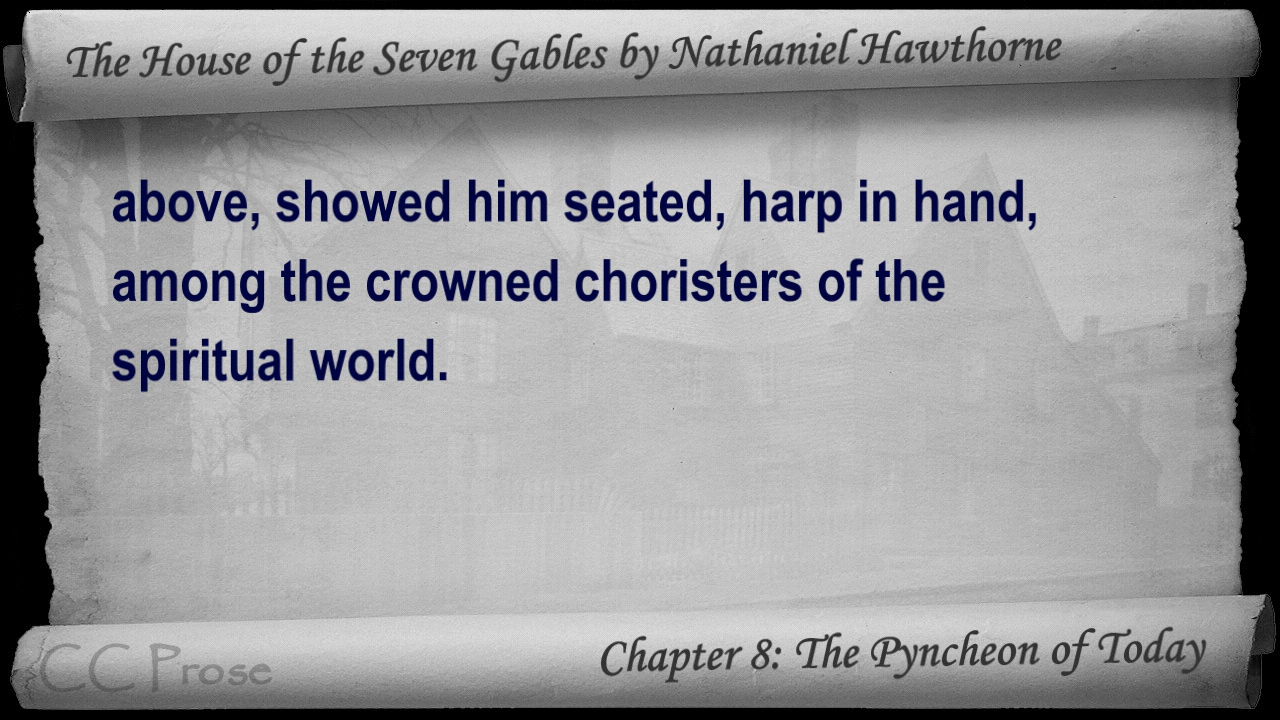 The House of the Seven Gables by Nathaniel Hawthorne
above, showed him seated, harp in hand,
among the crowned choristers of the
spiritual world.
CC Prose
Chapter 8: The Pyncheon of Today